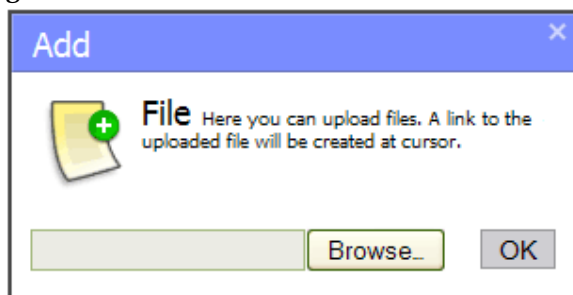 Add ×
File Here you can upload files. A link to the
uploaded file will be created at cursor.
Browse... OK